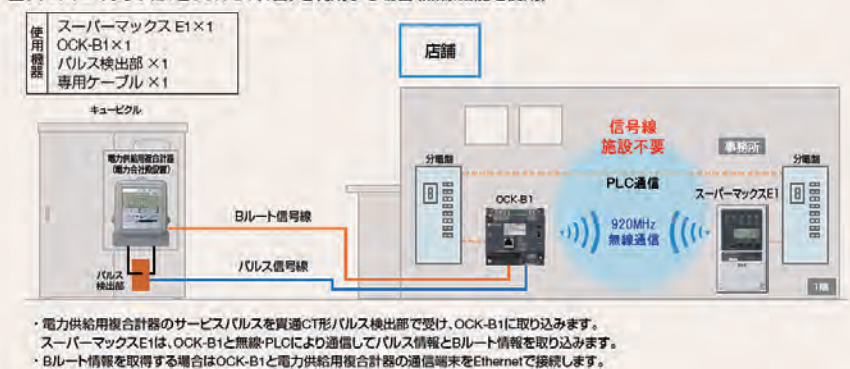 使用機器
スーパーマックス E1×1
OCK-B1×1
パルス検出部 ×1
専用ケーブル ×1
店舗
キュービクル
電力供給用複合計器
(電力会社殿設置)
パルス
検出部
Bルート信号線
パルス信号線
分電盤
OCK-B1
信号線
施設不要
PLC通信
920MHz
無線通信
事務所
スーパーマックスE1
分電盤
1階
・電力供給用複合計器のサービスパルスを貫通CT形パルス検出部で受け、OCK-B1に取り込みます。
スーパーマックスE1は、OCK-B1と無線・PLCにより通信してパルス情報とBルート情報を取り込みます。
・Bルート情報を取得する場合はOCK-B1と電力供給用複合計器の通信端末をEthernetで接続します。